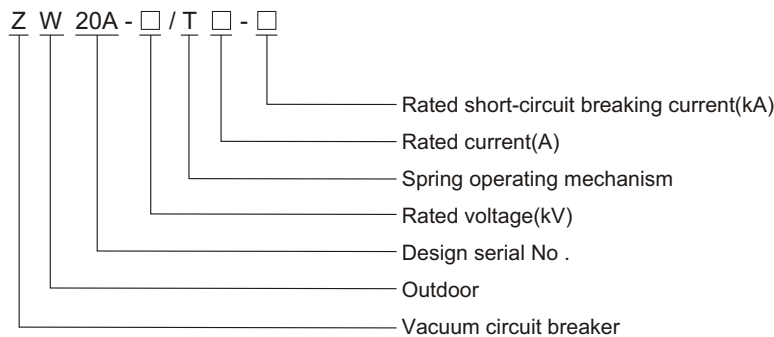 Z W 20A - □ / T □ - □
Rated short-circuit breaking current(kA)
Rated current(A)
Spring operating mechanism
Rated voltage(kV)
Design serial No .
Outdoor
Vacuum circuit breaker